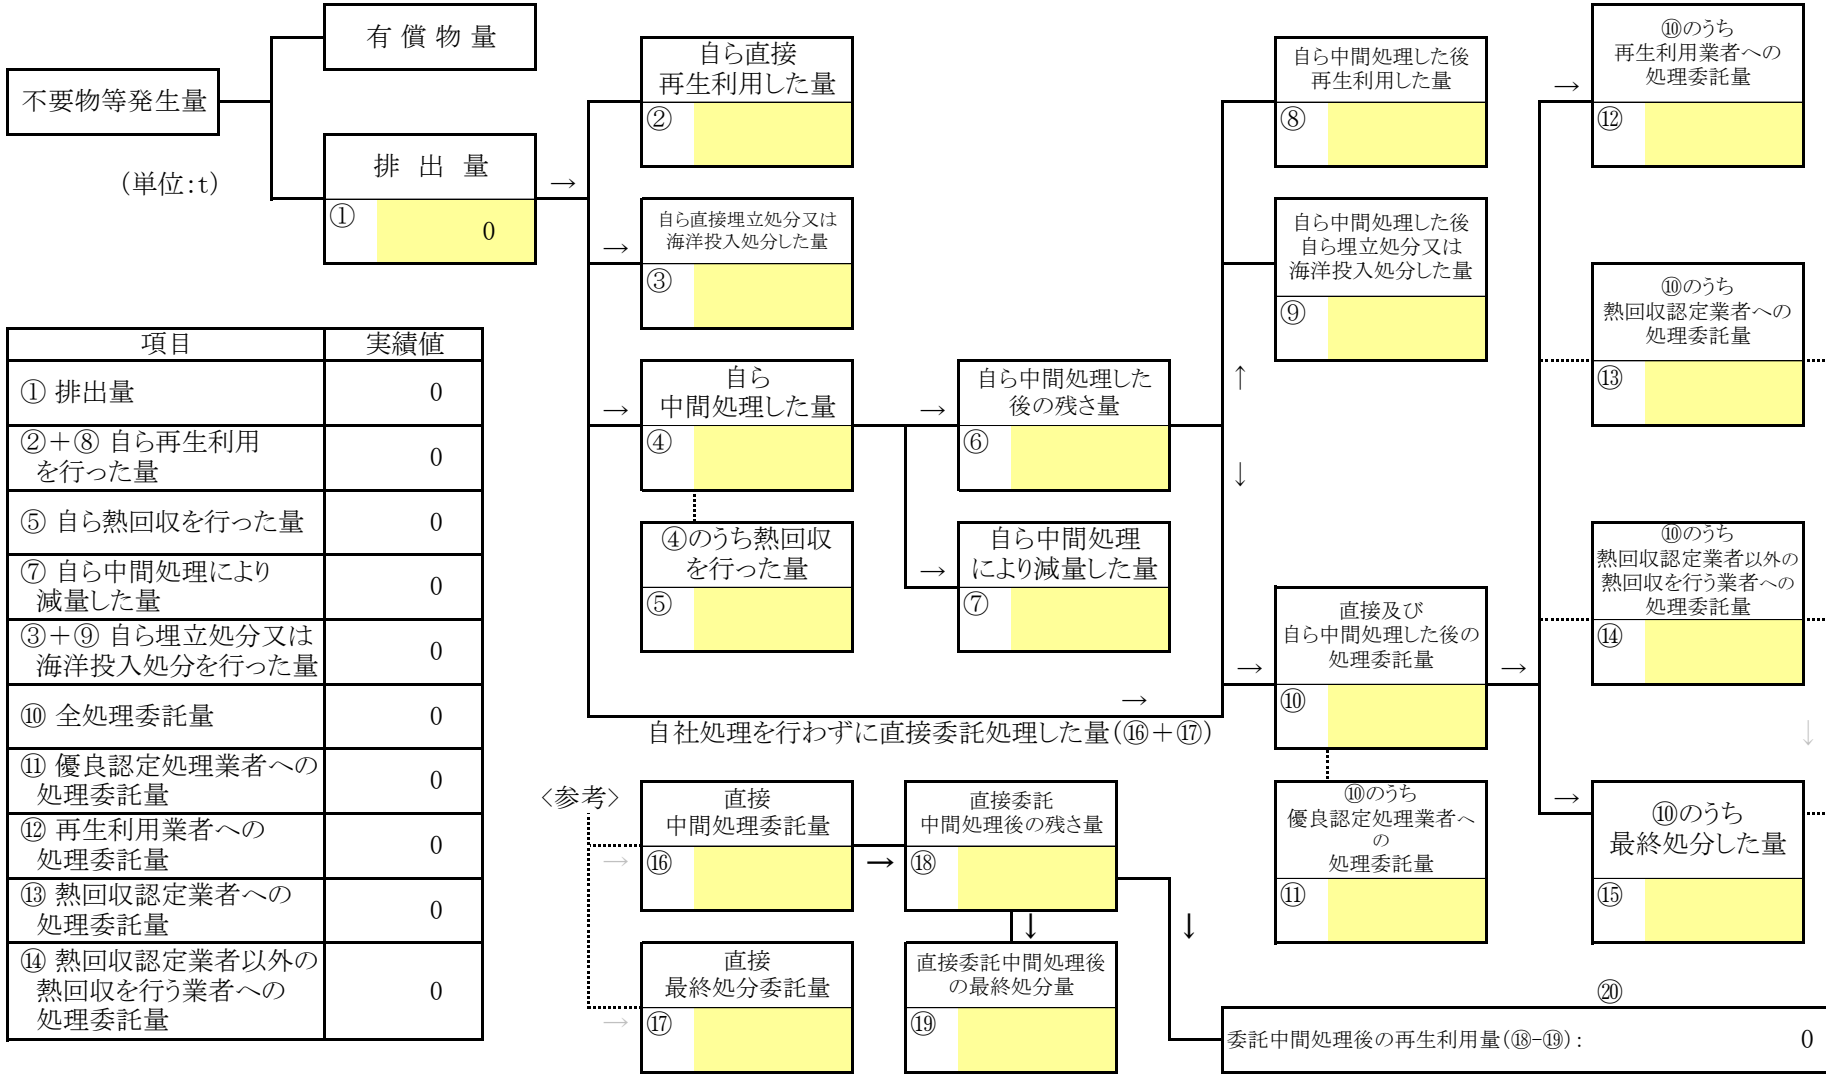 有 償 物 量
不要物等発生量
(単位:t)
排 出 量
①
0
→
自ら直接
再生利用した量
②
→
自ら直接埋立処分又は
海洋投入処分した量
③
→
自ら
中間処理した量
④
④のうち熱回収
を行った量
⑤
→
自ら中間処理した
後の残さ量
⑥
→
自ら中間処理
により減量した量
⑦
自ら中間処理した後
再生利用した量
⑧
自ら中間処理した後
自ら埋立処分又は
海洋投入処分した量
⑨
↑
↓
→
直接及び
自ら中間処理した後の
処理委託量
⑩
→
自社処理を行わずに直接委託処理した量(⑯+⑰)
→
⑩のうち
優良認定処理業者へ
の
処理委託量
⑪
→
⑩のうち
再生利用業者への
処理委託量
⑫
⑩のうち
熱回収認定業者への
処理委託量
⑬
⑩のうち
熱回収認定業者以外の
熱回収を行う業者への
処理委託量
⑭
↓
→
⑩のうち
最終処分した量
⑮
項目 実績値
① 排出量 0
②+⑧ 自ら再生利用
を行った量 0
⑤ 自ら熱回収を行った量 0
⑦ 自ら中間処理により
減量した量 0
③+⑨ 自ら埋立処分又は
海洋投入処分を行った量 0
⑩ 全処理委託量 0
⑪ 優良認定処理業者への
処理委託量 0
⑫ 再生利用業者への
処理委託量 0
⑬ 熱回収認定業者への
処理委託量 0
⑭ 熱回収認定業者以外の
熱回収を行う業者への
処理委託量 0
〈参考〉
→
直接
中間処理委託量
⑯
→
直接委託
中間処理後の残さ量
⑱
↓
↓
→
直接
最終処分委託量
⑰
直接委託中間処理後
の最終処分量
⑲
⑳
委託中間処理後の再生利用量(⑱-⑲): 0